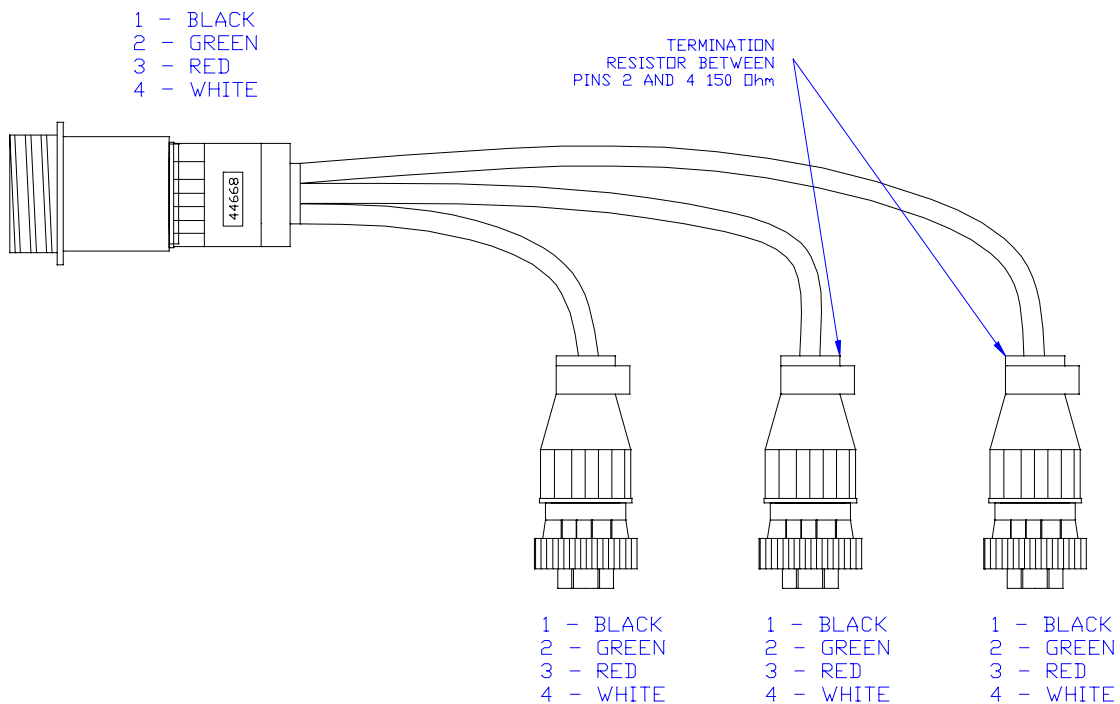 1 - BLACK
2 - GREEN
3 - RED
4 - WHITE
TERMINATION
RESISTOR BETWEEN
PINS 2 AND 4 150 Ohm
44668
1 - BLACK
2 - GREEN
3 - RED
4 - WHITE
1 - BLACK
2 - GREEN
3 - RED
4 - WHITE
1 - BLACK
2 - GREEN
3 - RED
4 - WHITE